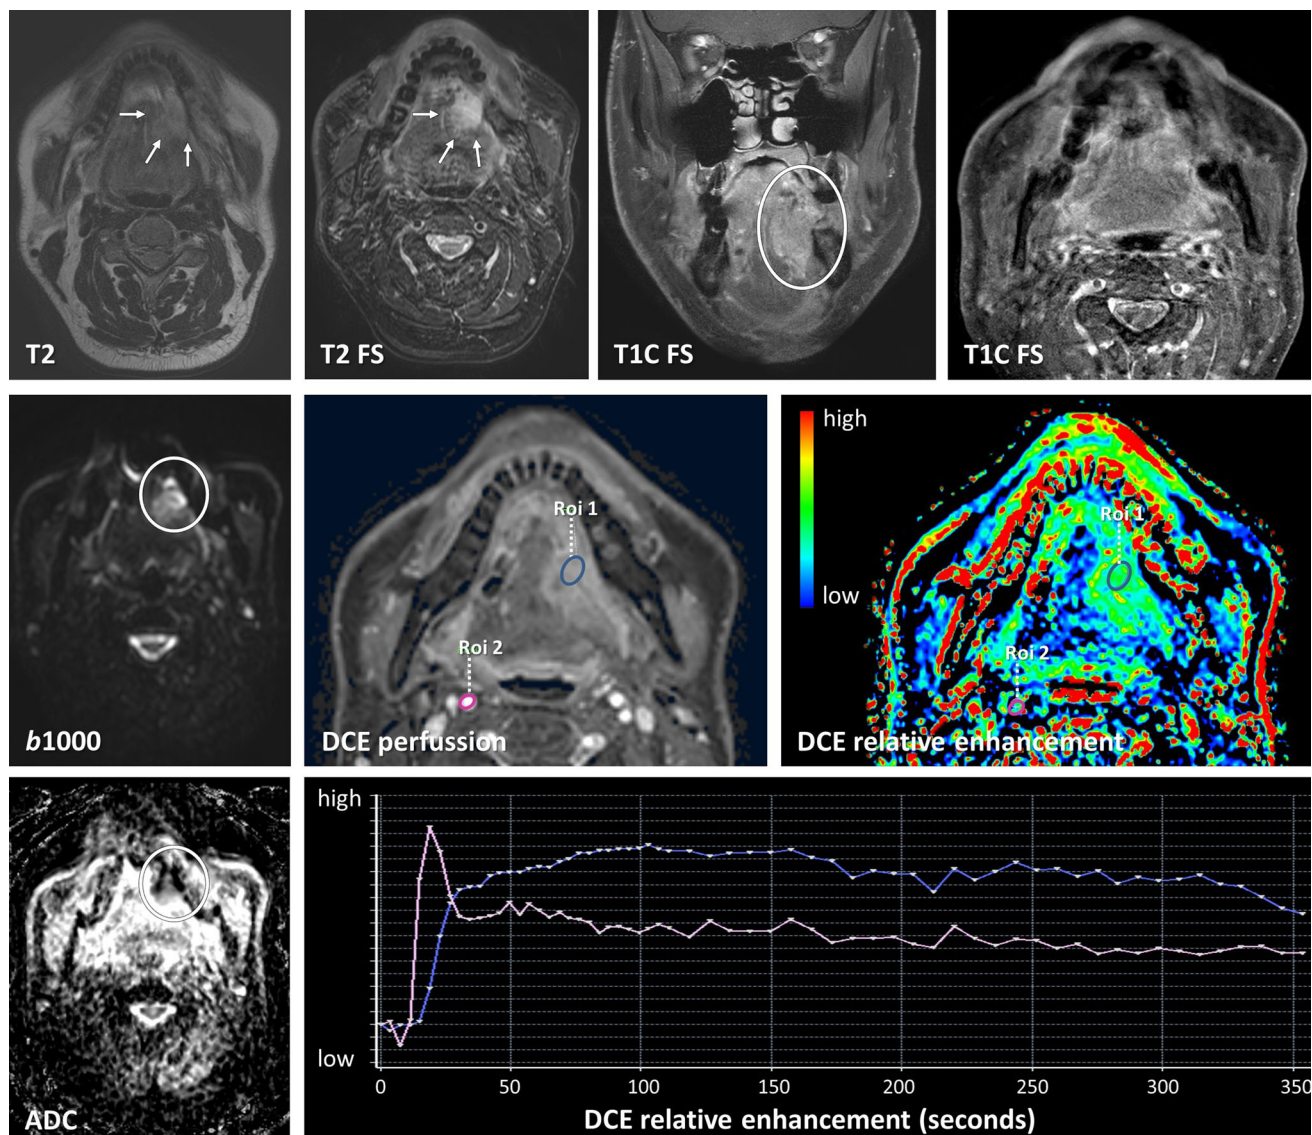 T2
T2 FS
T1C FS
T1C FS
b1000
Roi 1
Roi 2
DCE perfussion
high
low
Roi 1
Roi 2
DCE relative enhancement
ADC
high
low
0 50 100 150 200 250 300 350
DCE relative enhancement (seconds)